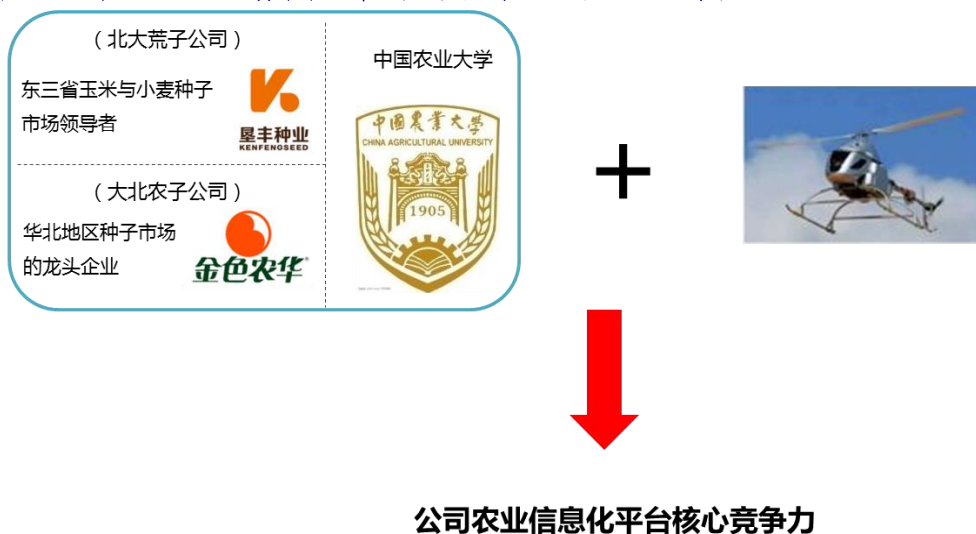 （北大荒子公司）
东三省玉米与小麦种子
市场领导者
垦丰种业
KENFENGSEED
（大北农子公司）
华北地区种子市场
的龙头企业
金色农华
中国农业大学
中國農業大學
CHINA AGRICULTURAL UNIVERSITY
1905
+
公司农业信息化平台核心竞争力